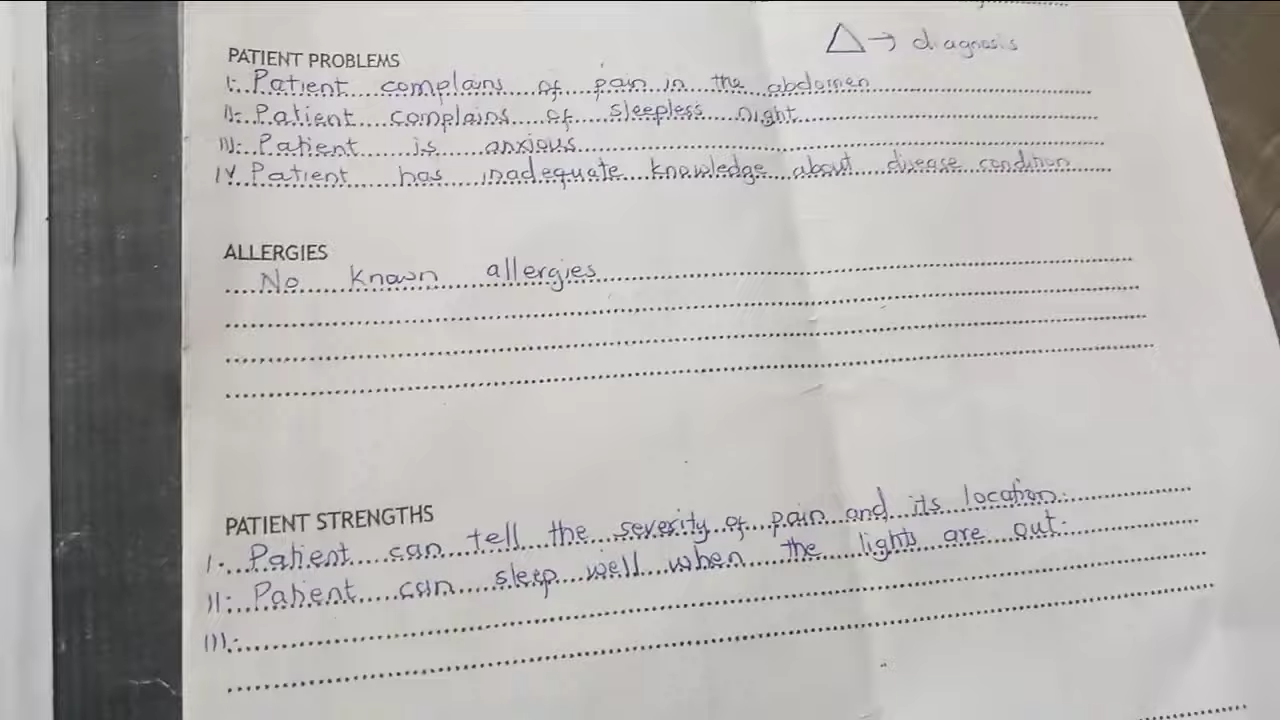 △→ diagnosis
PATIENT PROBLEMS
I:. Patient complains of pain in the abdomen
II:. Patient complains of sleepless night
III:. Patient is anxious
IV Patient has inadequate knowledge about disease condition
ALLERGIES
No known allergies
PATIENT STRENGTHS
I:. Patient can tell the severity of pain and its location.
II:. Patient can sleep well when the lights are out.
III:.